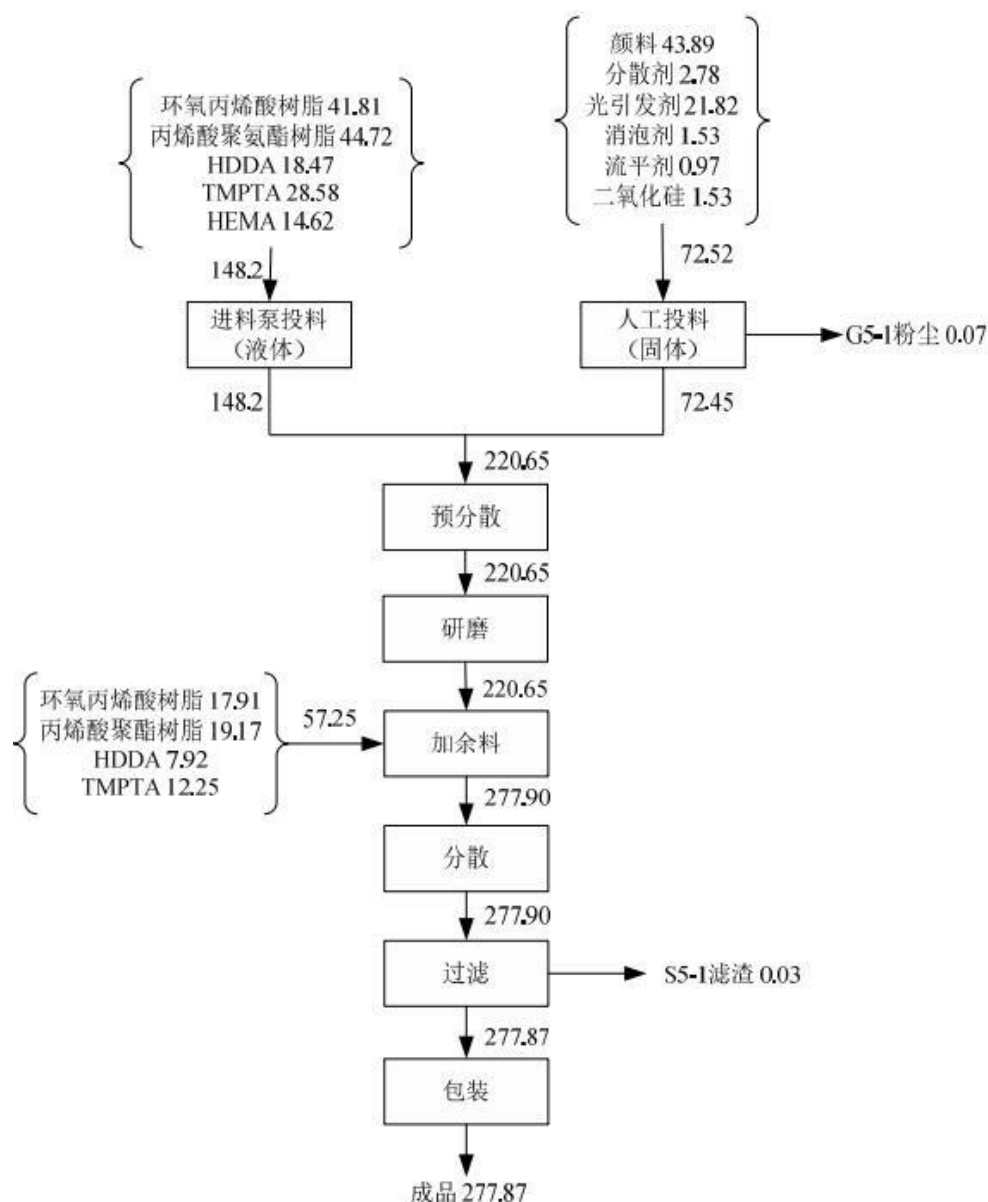 环氧丙烯酸树脂 41.81
丙烯酸聚氨酯树脂 44.72
HDDA 18.47
TMPTA 28.58
HEMA 14.62
颜料 43.89
分散剂 2.78
光引发剂 21.82
消泡剂 1.53
流平剂 0.97
二氧化硅 1.53
148.2
72.52
进料泵投料
（液体）
人工投料
（固体）
G5-1粉尘 0.07
148.2
72.45
220.65
预分散
220.65
研磨
220.65
环氧丙烯酸树脂 17.91
丙烯酸聚酯树脂 19.17
HDDA 7.92
TMPTA 12.25
57.25
加余料
277.90
分散
277.90
过滤
S5-1滤渣 0.03
277.87
包装
成品 277.87